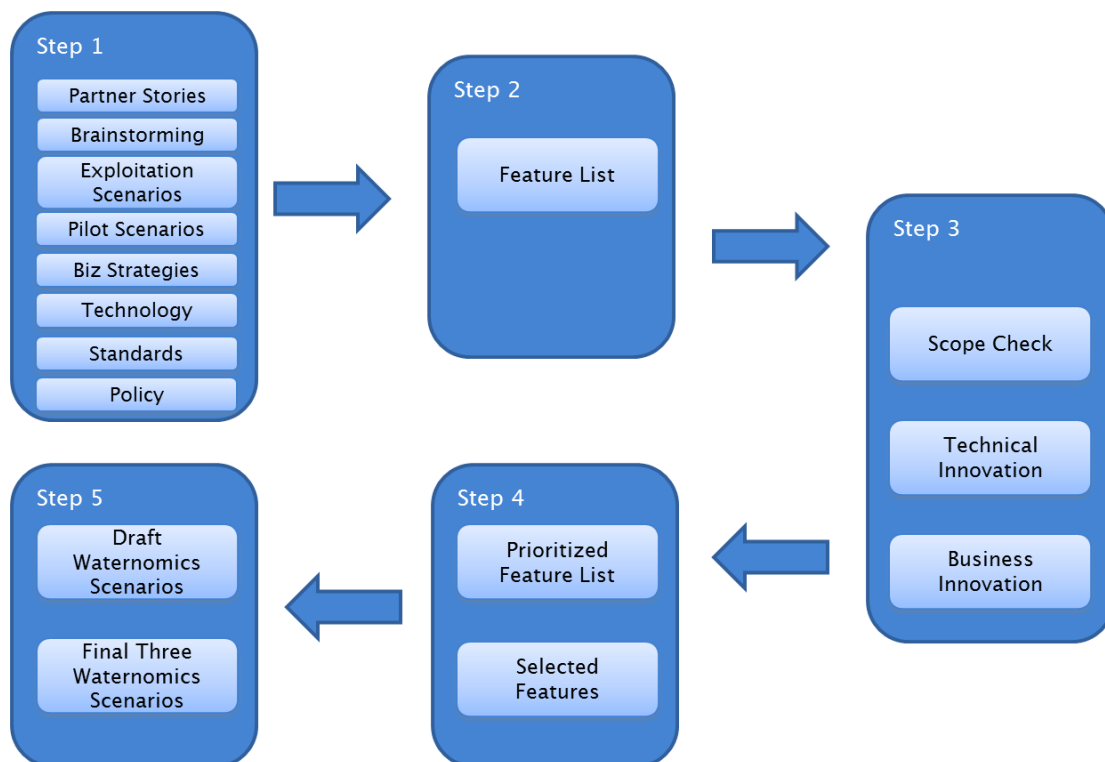 Step 1
Partner Stories
Brainstorming
Exploitation
Scenarios
Pilot Scenarios
Biz Strategies
Technology
Standards
Policy
Step 2
Feature List
Step 3
Scope Check
Technical
Innovation
Business
Innovation
Step 4
Prioritized
Feature List
Selected
Features
Step 5
Draft
Waternomics
Scenarios
Final Three
Waternomics
Scenarios